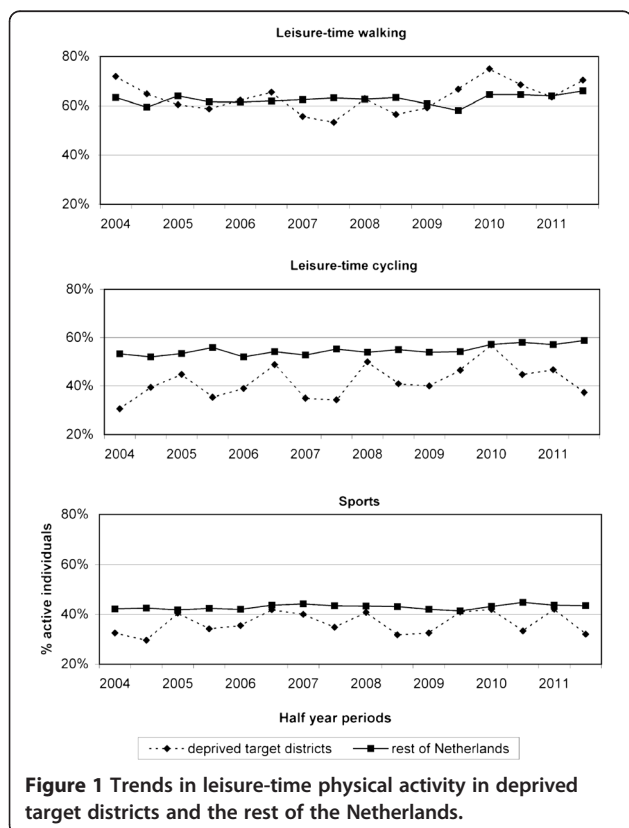 Leisure-time walking
80%
60%
40%
20%
2004 2005 2006 2007 2008 2009 2010 2011
Leisure-time cycling
80%
60%
40%
20%
2004 2005 2006 2007 2008 2009 2010 2011
Sports
80%
60%
40%
20%
% active individuals
2004 2005 2006 2007 2008 2009 2010 2011
Half year periods
deprived target districts rest of Netherlands
Figure 1 Trends in leisure-time physical activity in deprived
target districts and the rest of the Netherlands.